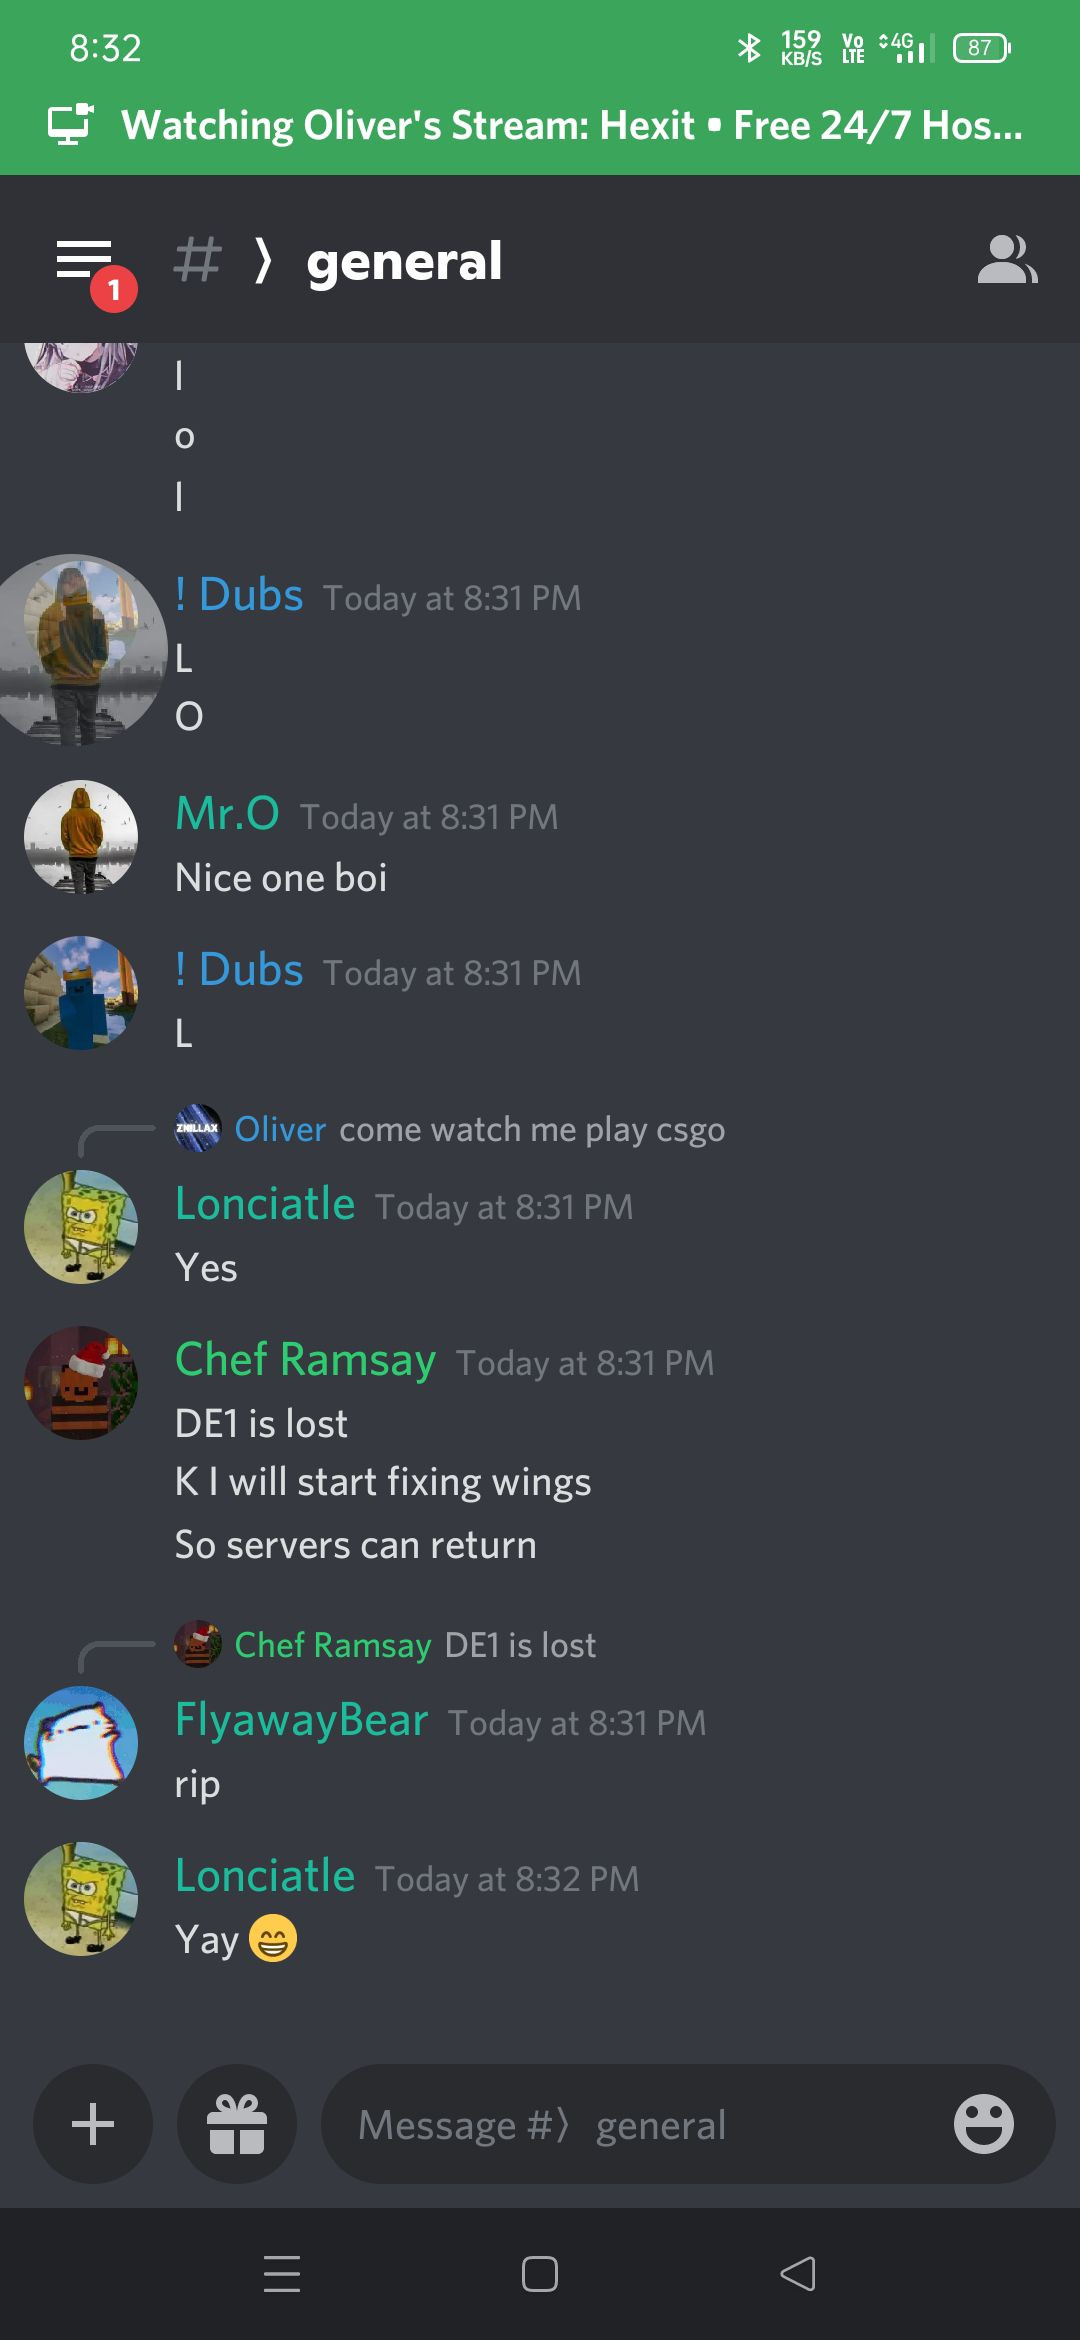 8:32
159
KB/S
Vo
LTE
4G
87
Watching Oliver's Stream: Hexit • Free 24/7 Hos...
1
# 〉 general
l
o
l
! Dubs Today at 8:31 PM
L
O
Mr.O Today at 8:31 PM
Nice one boi
! Dubs Today at 8:31 PM
L
ZHILLAX
Oliver come watch me play csgo
Lonciatle Today at 8:31 PM
Yes
Chef Ramsay Today at 8:31 PM
DE1 is lost
K I will start fixing wings
So servers can return
Chef Ramsay DE1 is lost
FlyawayBear Today at 8:31 PM
rip
Lonciatle Today at 8:32 PM
Yay 😁
Message #〉 general